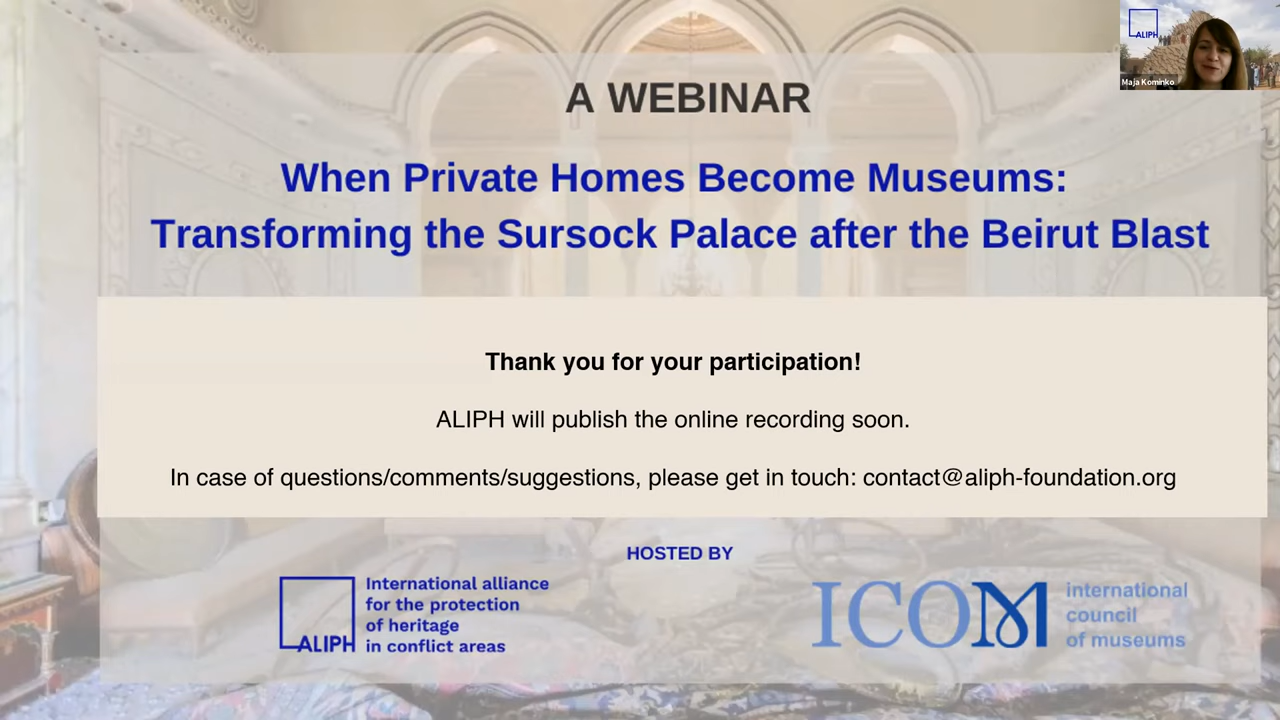 ALIPH
Maja Kominko
A WEBINAR
When Private Homes Become Museums:
Transforming the Sursock Palace after the Beirut Blast
Thank you for your participation!
ALIPH will publish the online recording soon.
In case of questions/comments/suggestions, please get in touch: contact@aliph-foundation.org
HOSTED BY
ALIPH
International alliance
for the protection
of heritage
in conflict areas
ICOM
international
council
of museums